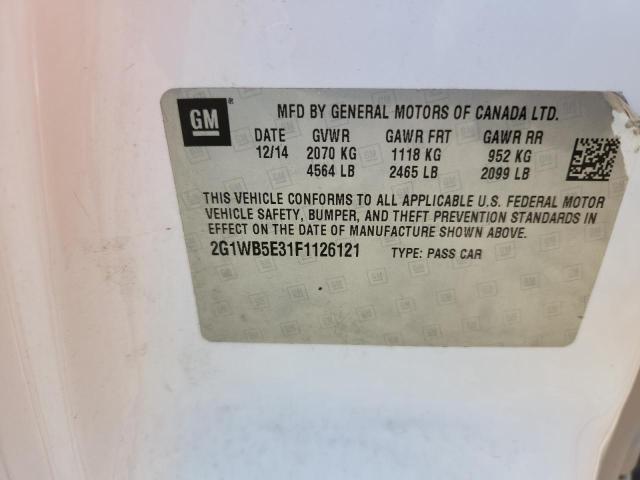 GM® MFD BY GENERAL MOTORS OF CANADA LTD.
DATE GVWR GAWR FRT GAWR RR
12/14 2070 KG 1118 KG 952 KG
4564 LB 2465 LB 2099 LB
THIS VEHICLE CONFORMS TO ALL APPLICABLE U.S. FEDERAL MOTOR
VEHICLE SAFETY, BUMPER, AND THEFT PREVENTION STANDARDS IN
EFFECT ON THE DATE OF MANUFACTURE SHOWN ABOVE.
2G1WB5E31F1126121 TYPE: PASS CAR